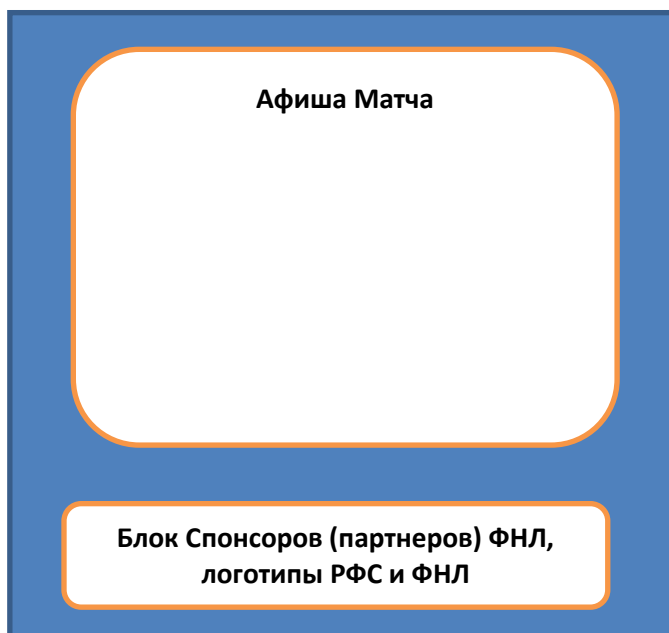 Афиша Матча
Блок Спонсоров (партнеров) ФНЛ,
логотипы РФС и ФНЛ